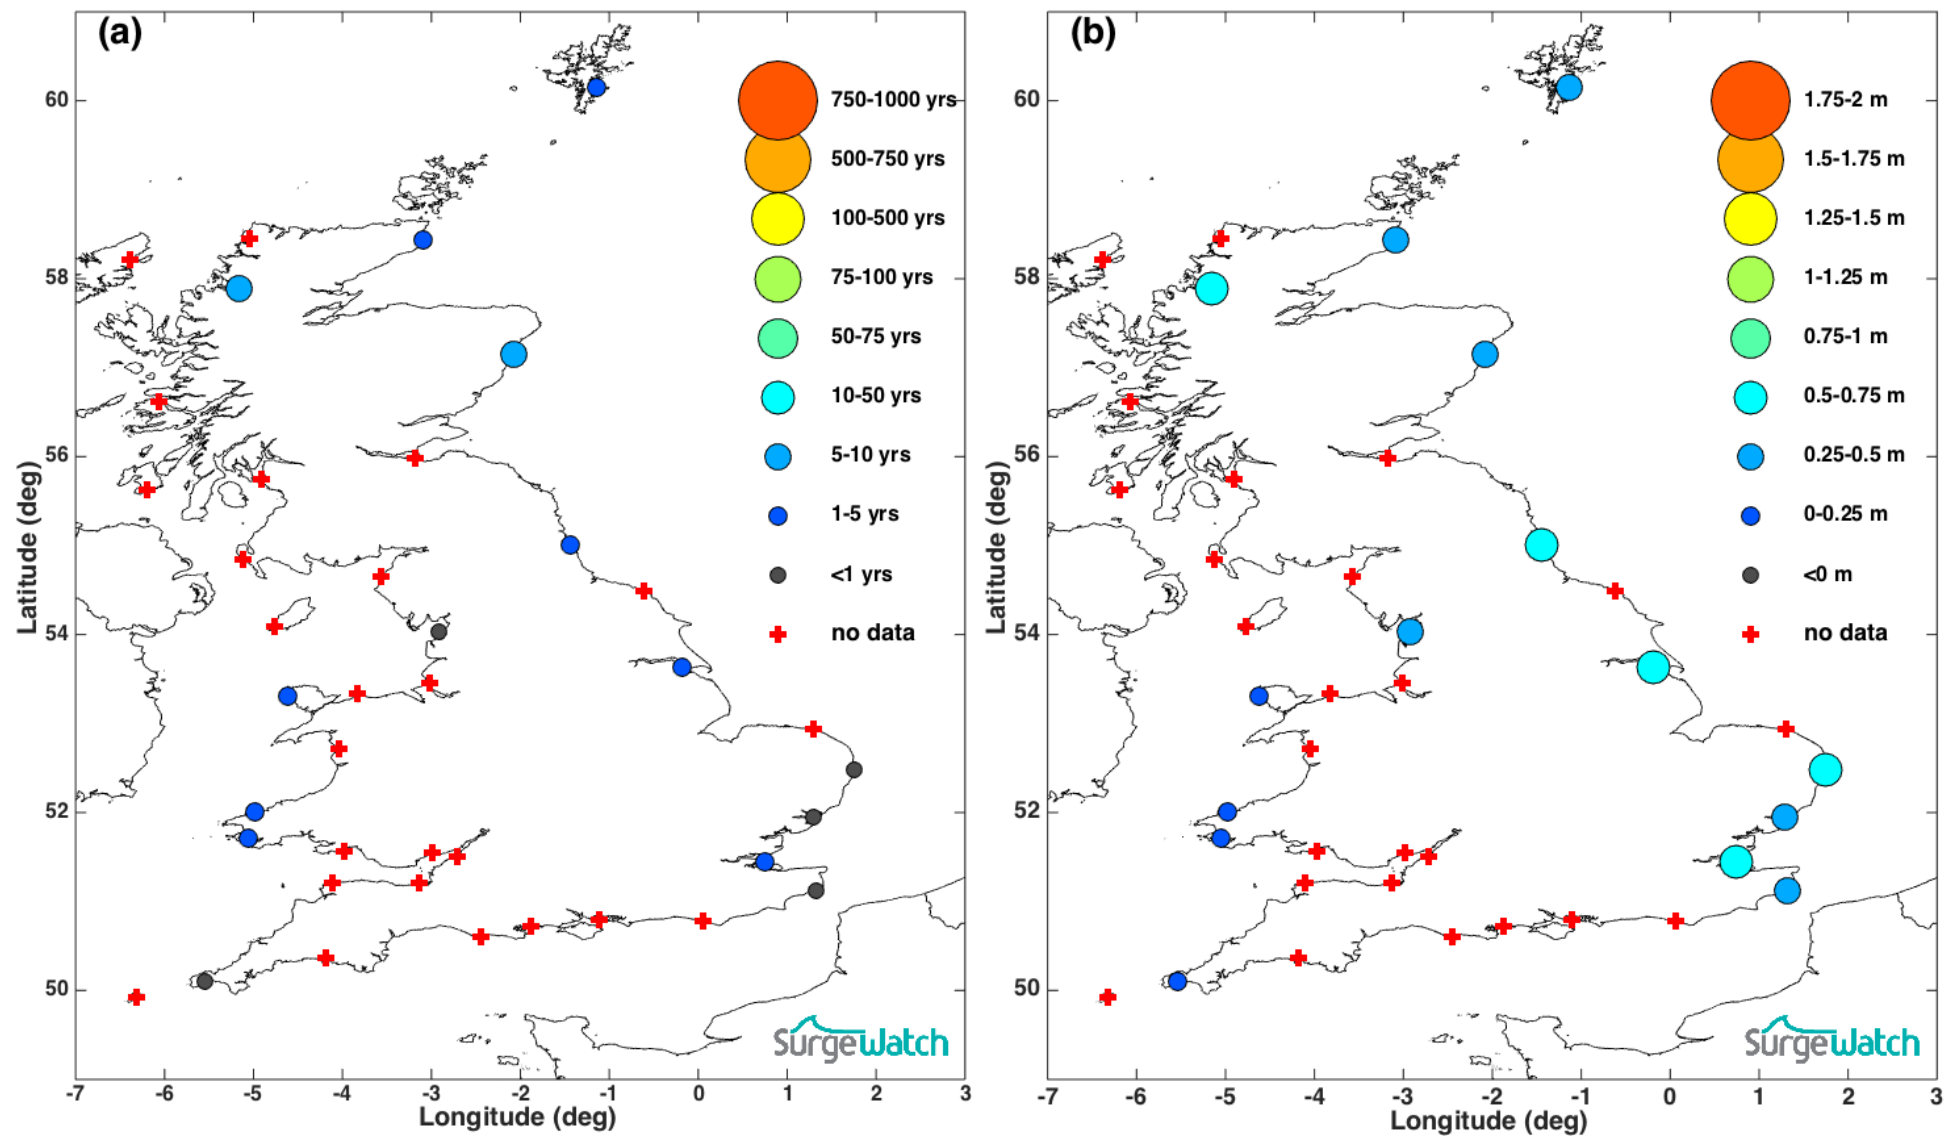 (a)
750-1000 yrs
500-750 yrs
100-500 yrs
75-100 yrs
50-75 yrs
10-50 yrs
5-10 yrs
1-5 yrs
<1 yrs
no data
60
58
56
54
52
50
Latitude (deg)
-7 -6 -5 -4 -3 -2 -1 0 1 2 3
Longitude (deg)
SurgeWatch
(b)
1.75-2 m
1.5-1.75 m
1.25-1.5 m
1-1.25 m
0.75-1 m
0.5-0.75 m
0.25-0.5 m
0-0.25 m
<0 m
no data
60
58
56
54
52
50
Latitude (deg)
-7 -6 -5 -4 -3 -2 -1 0 1 2 3
Longitude (deg)
SurgeWatch